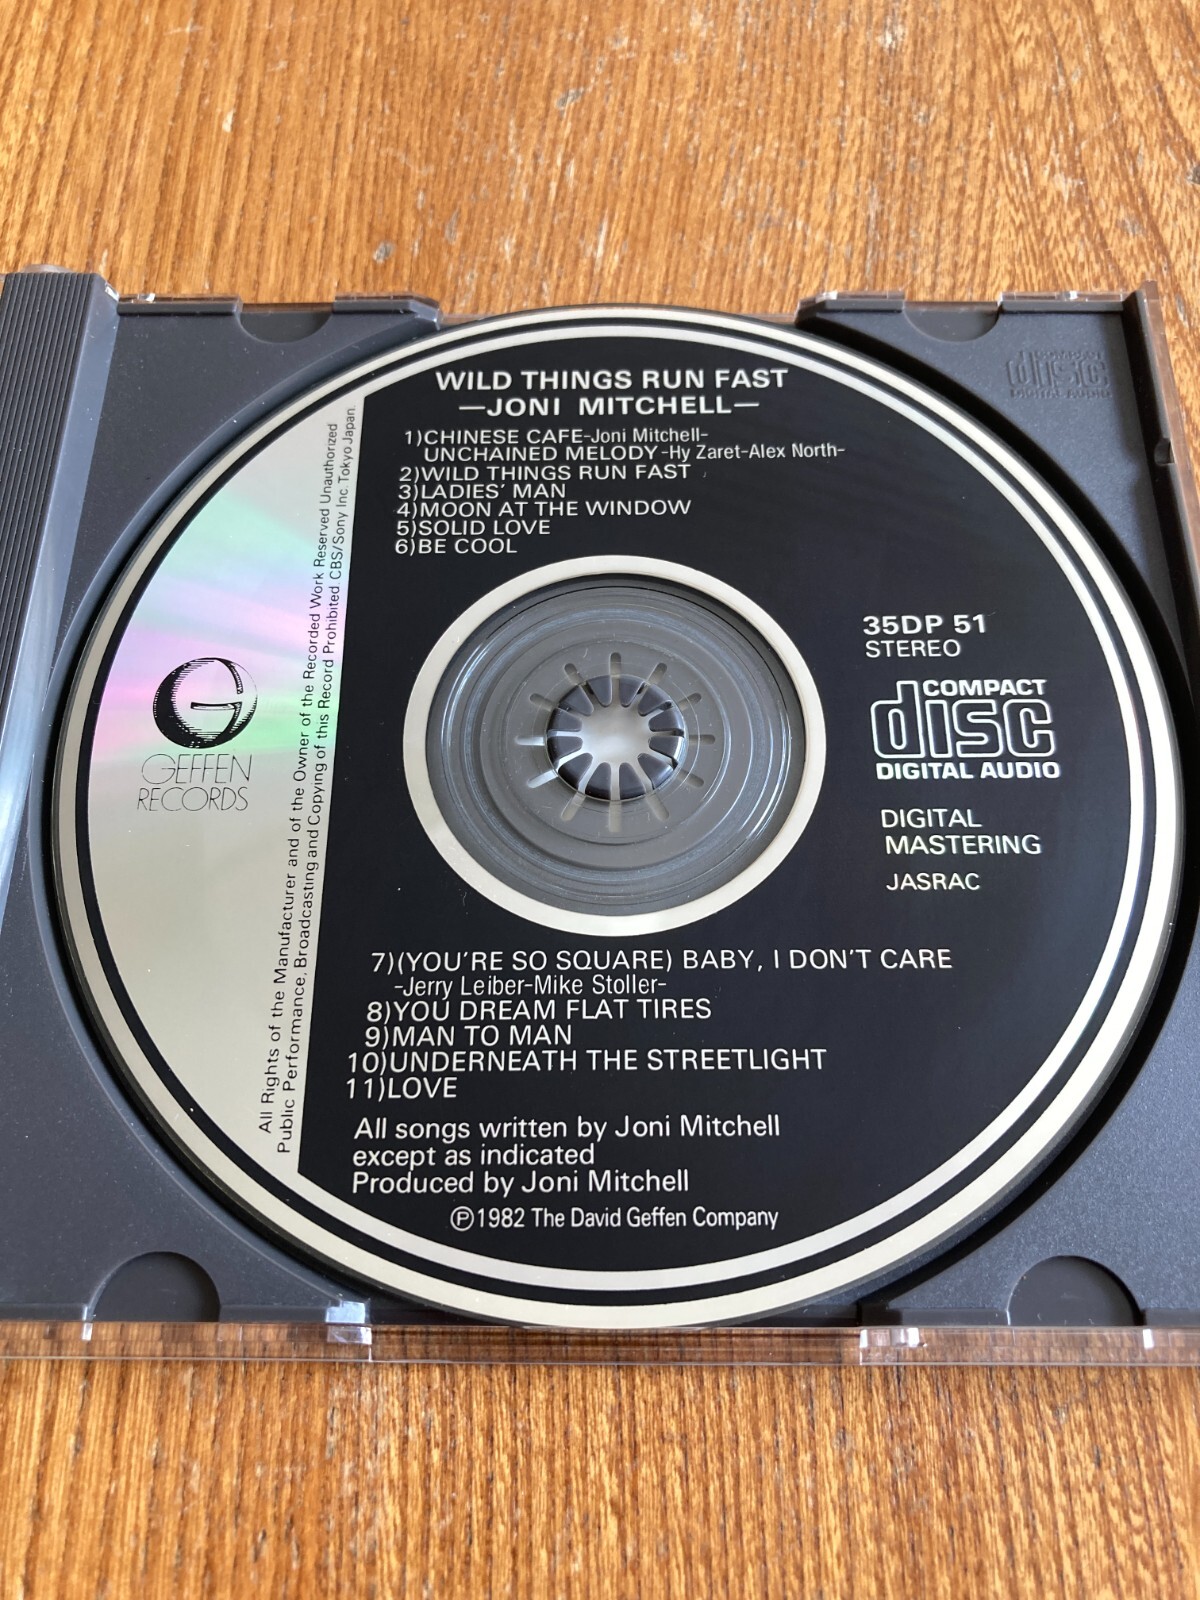 WILD THINGS RUN FAST
—JONI MITCHELL—
1)CHINESE CAFE-Joni Mitchell-
UNCHAINED MELODY-Hy Zaret-Alex North-
2)WILD THINGS RUN FAST
3)LADIES' MAN
4)MOON AT THE WINDOW
5)SOLID LOVE
6)BE COOL
G
GEFFEN
RECORDS
All Rights of the Manufacturer and of the Owner of the Recorded Work Reserved Unauthorized
Public Performance. Broadcasting and Copying of this Record Prohibited. CBS/Sony Inc. Tokyo Japan.
35DP 51
STEREO
COMPACT
disc
DIGITAL AUDIO
DIGITAL
MASTERING
JASRAC
7)(YOU'RE SO SQUARE) BABY, I DON'T CARE
-Jerry Leiber-Mike Stoller-
8)YOU DREAM FLAT TIRES
9)MAN TO MAN
10)UNDERNEATH THE STREETLIGHT
11)LOVE
All songs written by Joni Mitchell
except as indicated
Produced by Joni Mitchell
℗1982 The David Geffen Company
COMPACT
disc
DIGITAL AUDIO